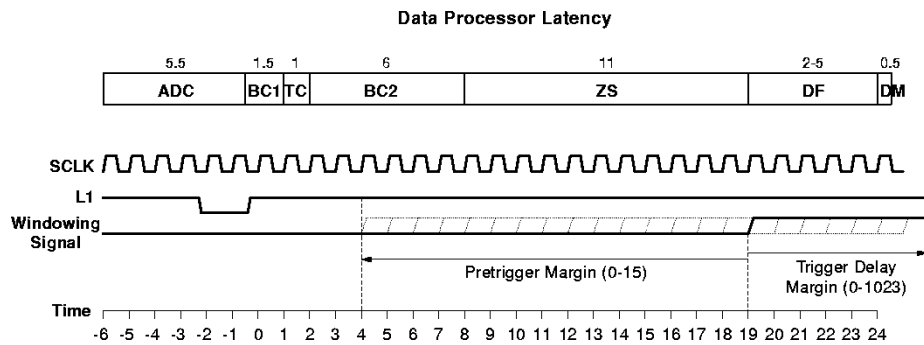 Data Processor Latency
5.5 1.5 1 6 11 2-5 0.5
ADC BC1 TC BC2 ZS DF DM
SCLK
L1
Windowing
Signal
Pretrigger Margin (0-15)
Trigger Delay
Margin (0-1023)
Time
-6 -5 -4 -3 -2 -1 0 1 2 3 4 5 6 7 8 9 10 11 12 13 14 15 16 17 18 19 20 21 22 23 24